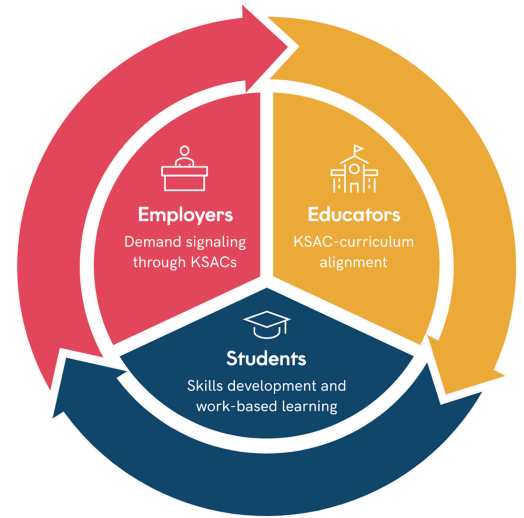 Employers
Demand signaling
through KSACs
Educators
KSAC-curriculum
alignment
Students
Skills development and
work-based learning